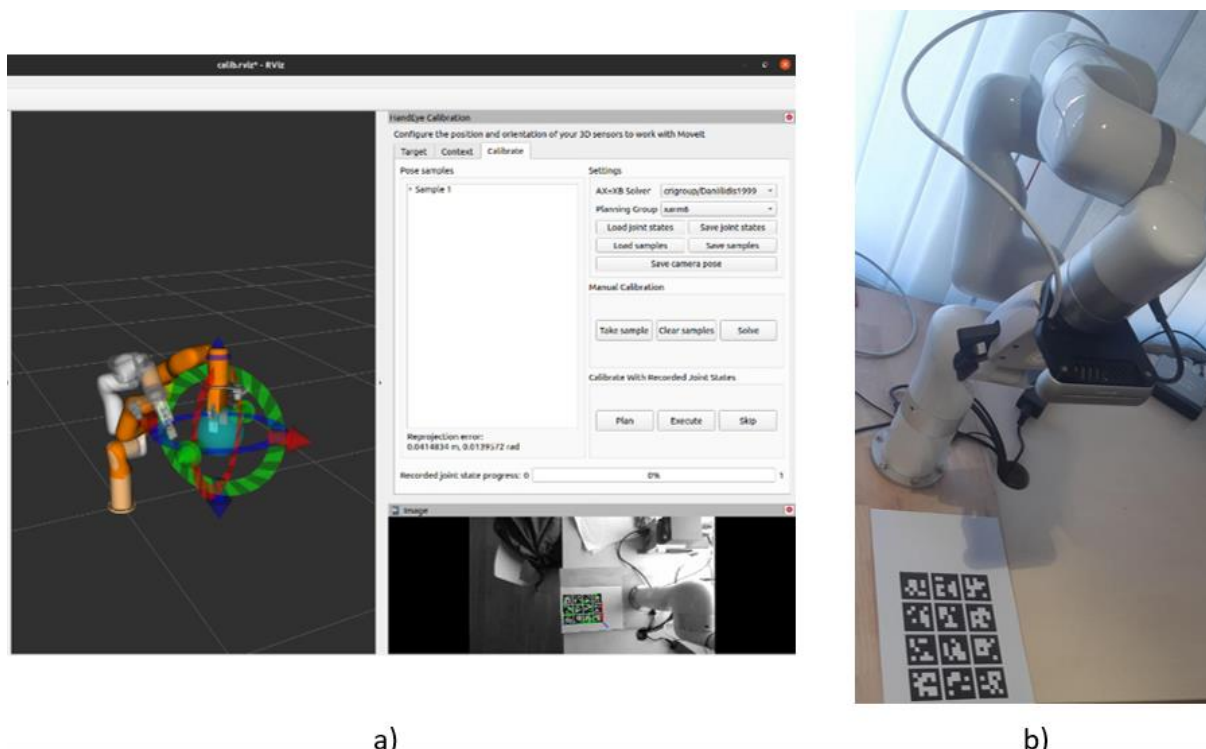 calib.rviz* - RViz
HandEye Calibration
Configure the position and orientation of your 3D sensors to work with MoveIt
Target Context Calibrate
Pose samples
Sample 1
Reprojection error:
0.0414834 m, 0.0139572 rad
Settings
AX=XB Solver crigroup/Daniilidis1999
Planning Group xarm6
Load joint states Save joint states
Load samples Save samples
Save camera pose
Manual Calibration
Take sample Clear samples Solve
Calibrate With Recorded Joint States
Plan Execute Skip
Recorded joint state progress: 0 0% 1
Image
a)
b)